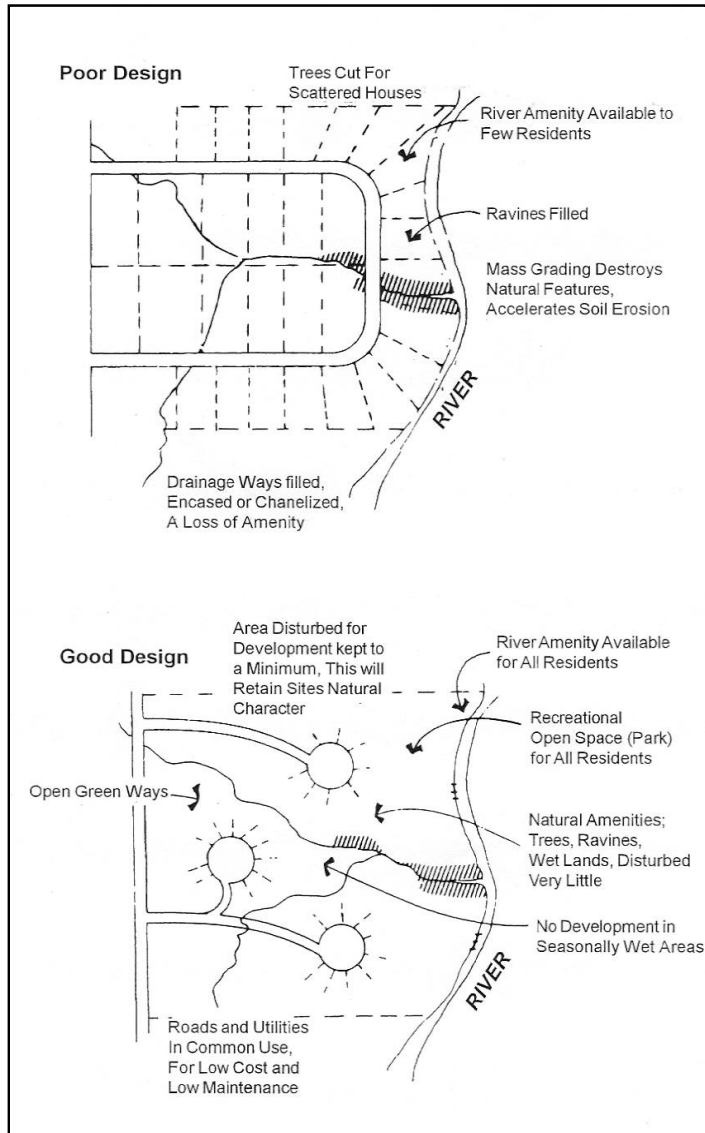 Poor Design
Trees Cut For
Scattered Houses
River Amenity Available to
Few Residents
Ravines Filled
Mass Grading Destroys
Natural Features,
Accelerates Soil Erosion
RIVER
Drainage Ways filled,
Encased or Chanelized,
A Loss of Amenity
Good Design
Area Disturbed for
Development kept to
a Minimum, This will
Retain Sites Natural
Character
River Amenity Available
for All Residents
Recreational
Open Space (Park)
for All Residents
Open Green Ways
Natural Amenities;
Trees, Ravines,
Wet Lands, Disturbed
Very Little
No Development in
Seasonally Wet Areas
RIVER
Roads and Utilities
In Common Use,
For Low Cost and
Low Maintenance